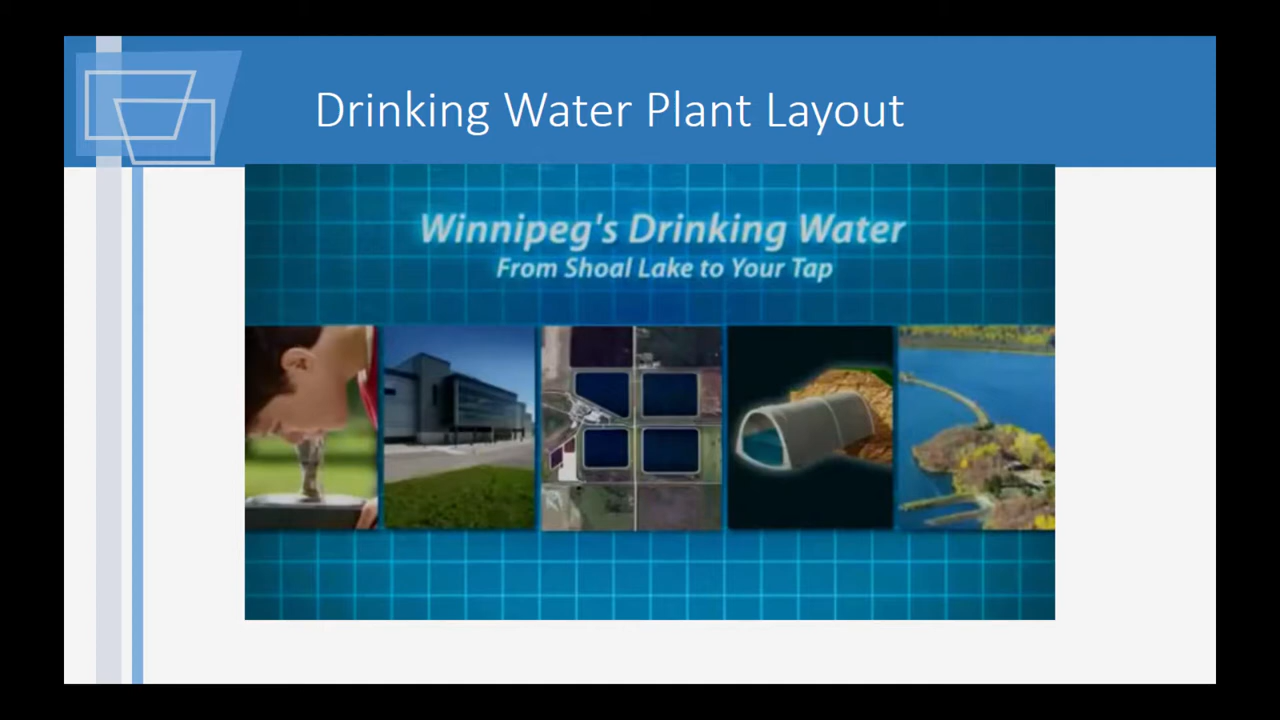 Drinking Water Plant Layout
Winnipeg's Drinking Water
From Shoal Lake to Your Tap